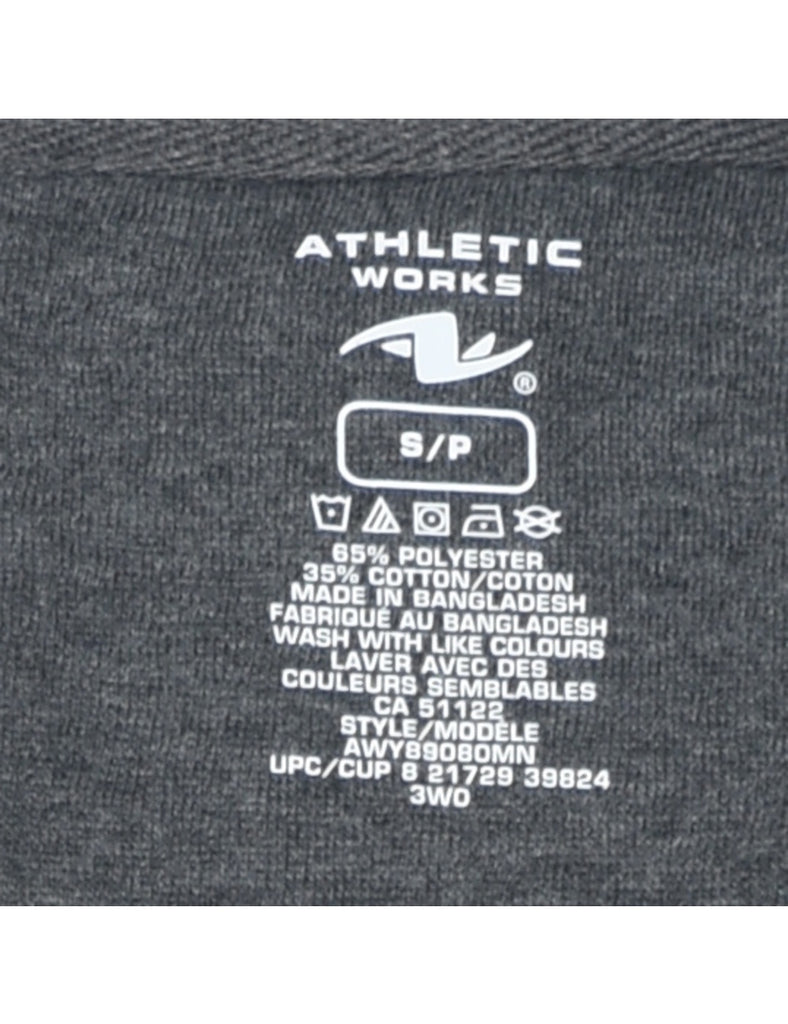 ATHLETIC
WORKS
®
S/P
65% POLYESTER
35% COTTON/COTON
MADE IN BANGLADESH
FABRIQUÉ AU BANGLADESH
WASH WITH LIKE COLOURS
LAVER AVEC DES
COULEURS SEMBLABLES
CA 51122
STYLE/MODÈLE
AWY89080MN
UPC/CUP 8 21729 39824
3WO